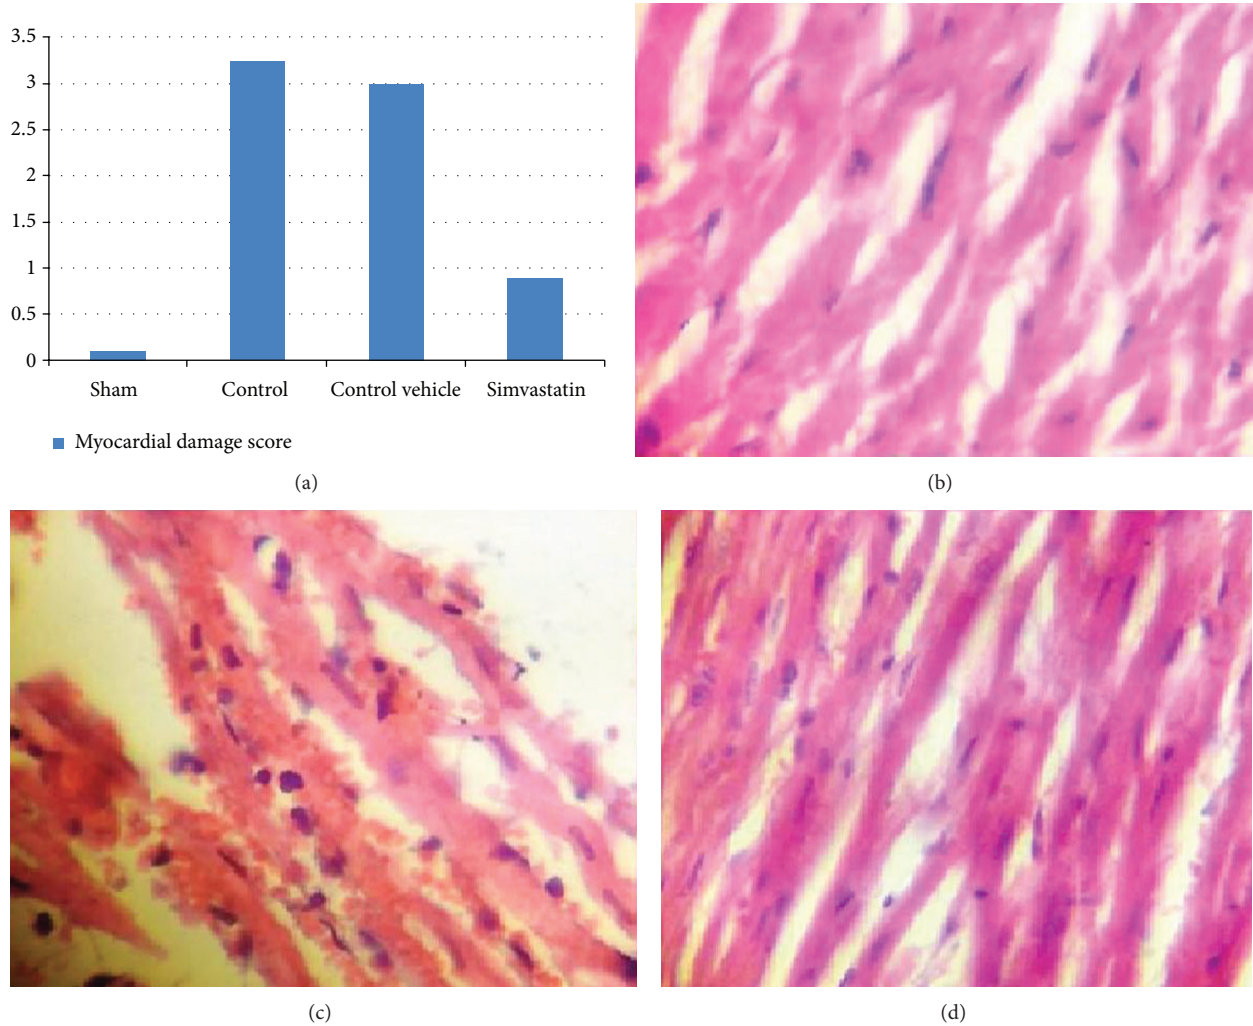 3.5
3
2.5
2
1.5
1
0.5
0
Sham Control Control vehicle Simvastatin
Myocardial damage score
(a)
(b)
(c)
(d)